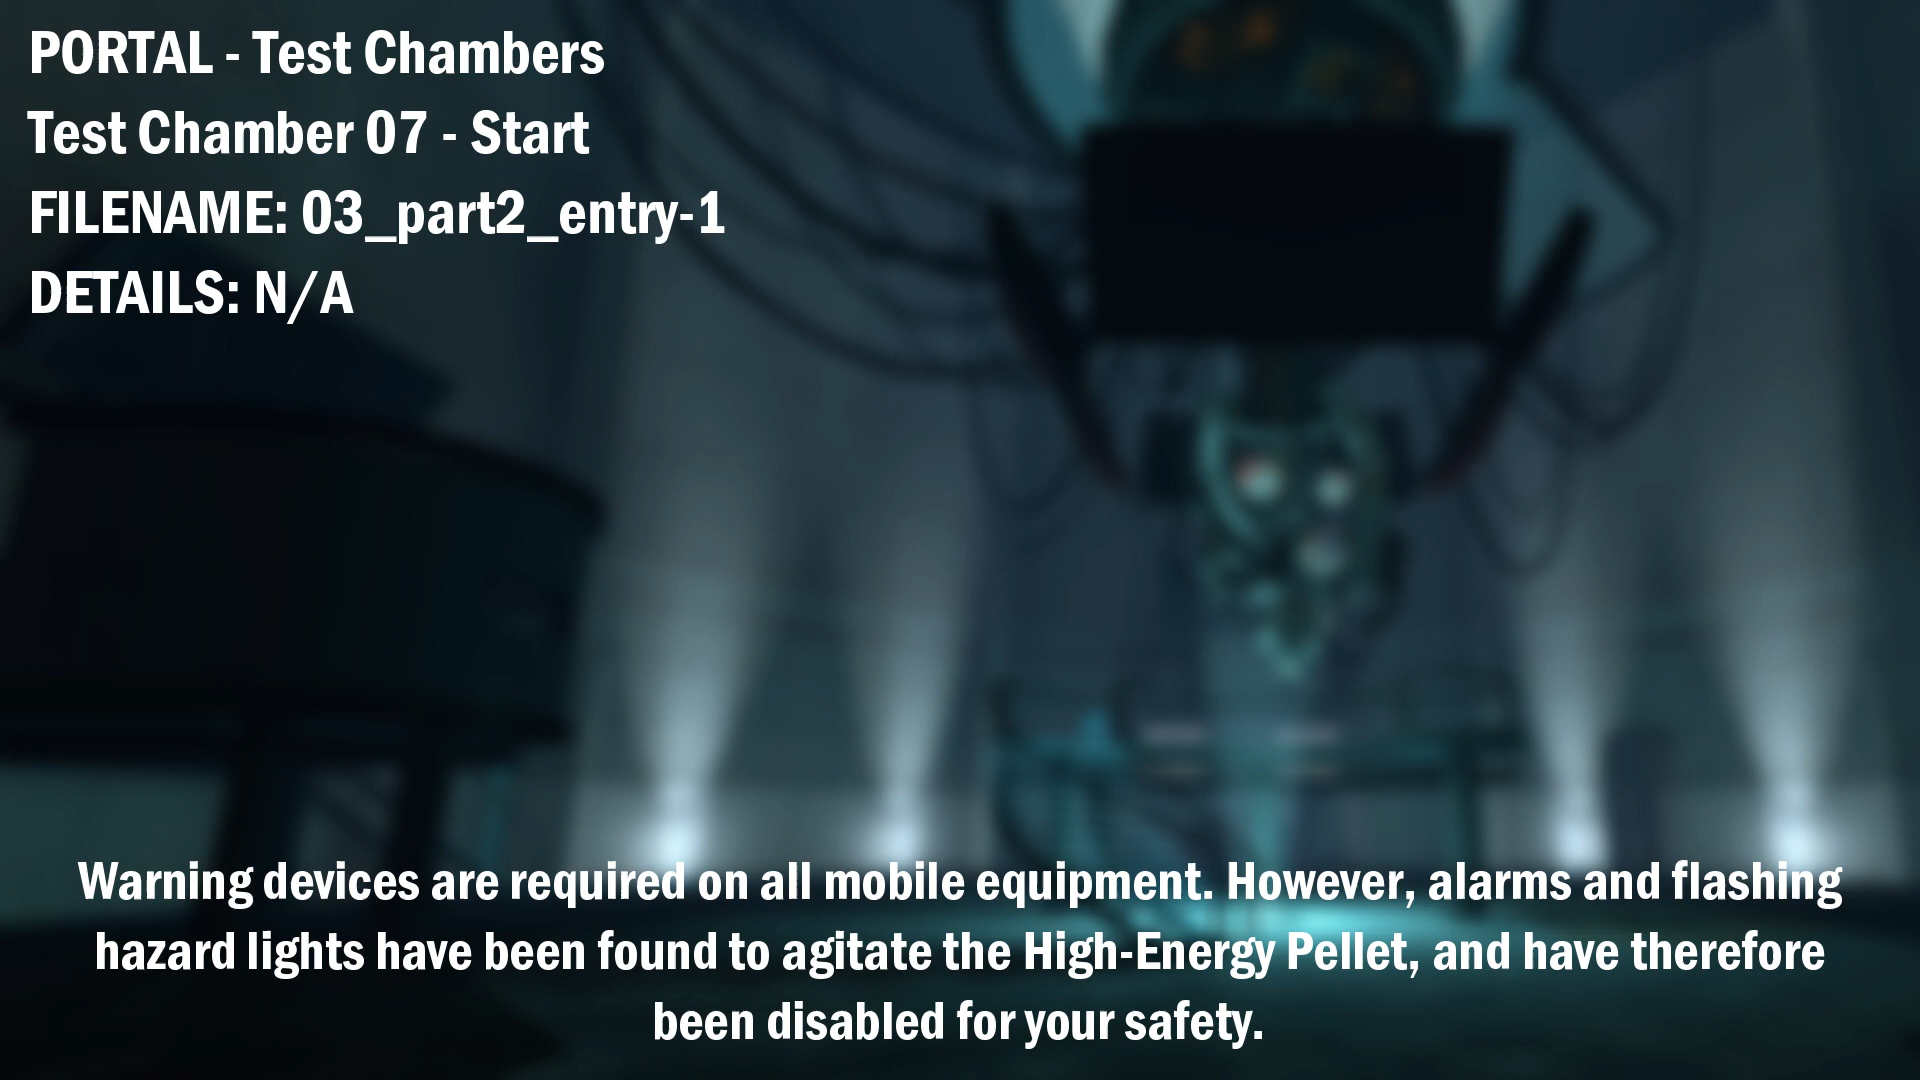 PORTAL - Test Chambers
Test Chamber 07 - Start
FILENAME: 03_part2_entry-1
DETAILS: N/A
Warning devices are required on all mobile equipment. However, alarms and flashing
hazard lights have been found to agitate the High-Energy Pellet, and have therefore
been disabled for your safety.